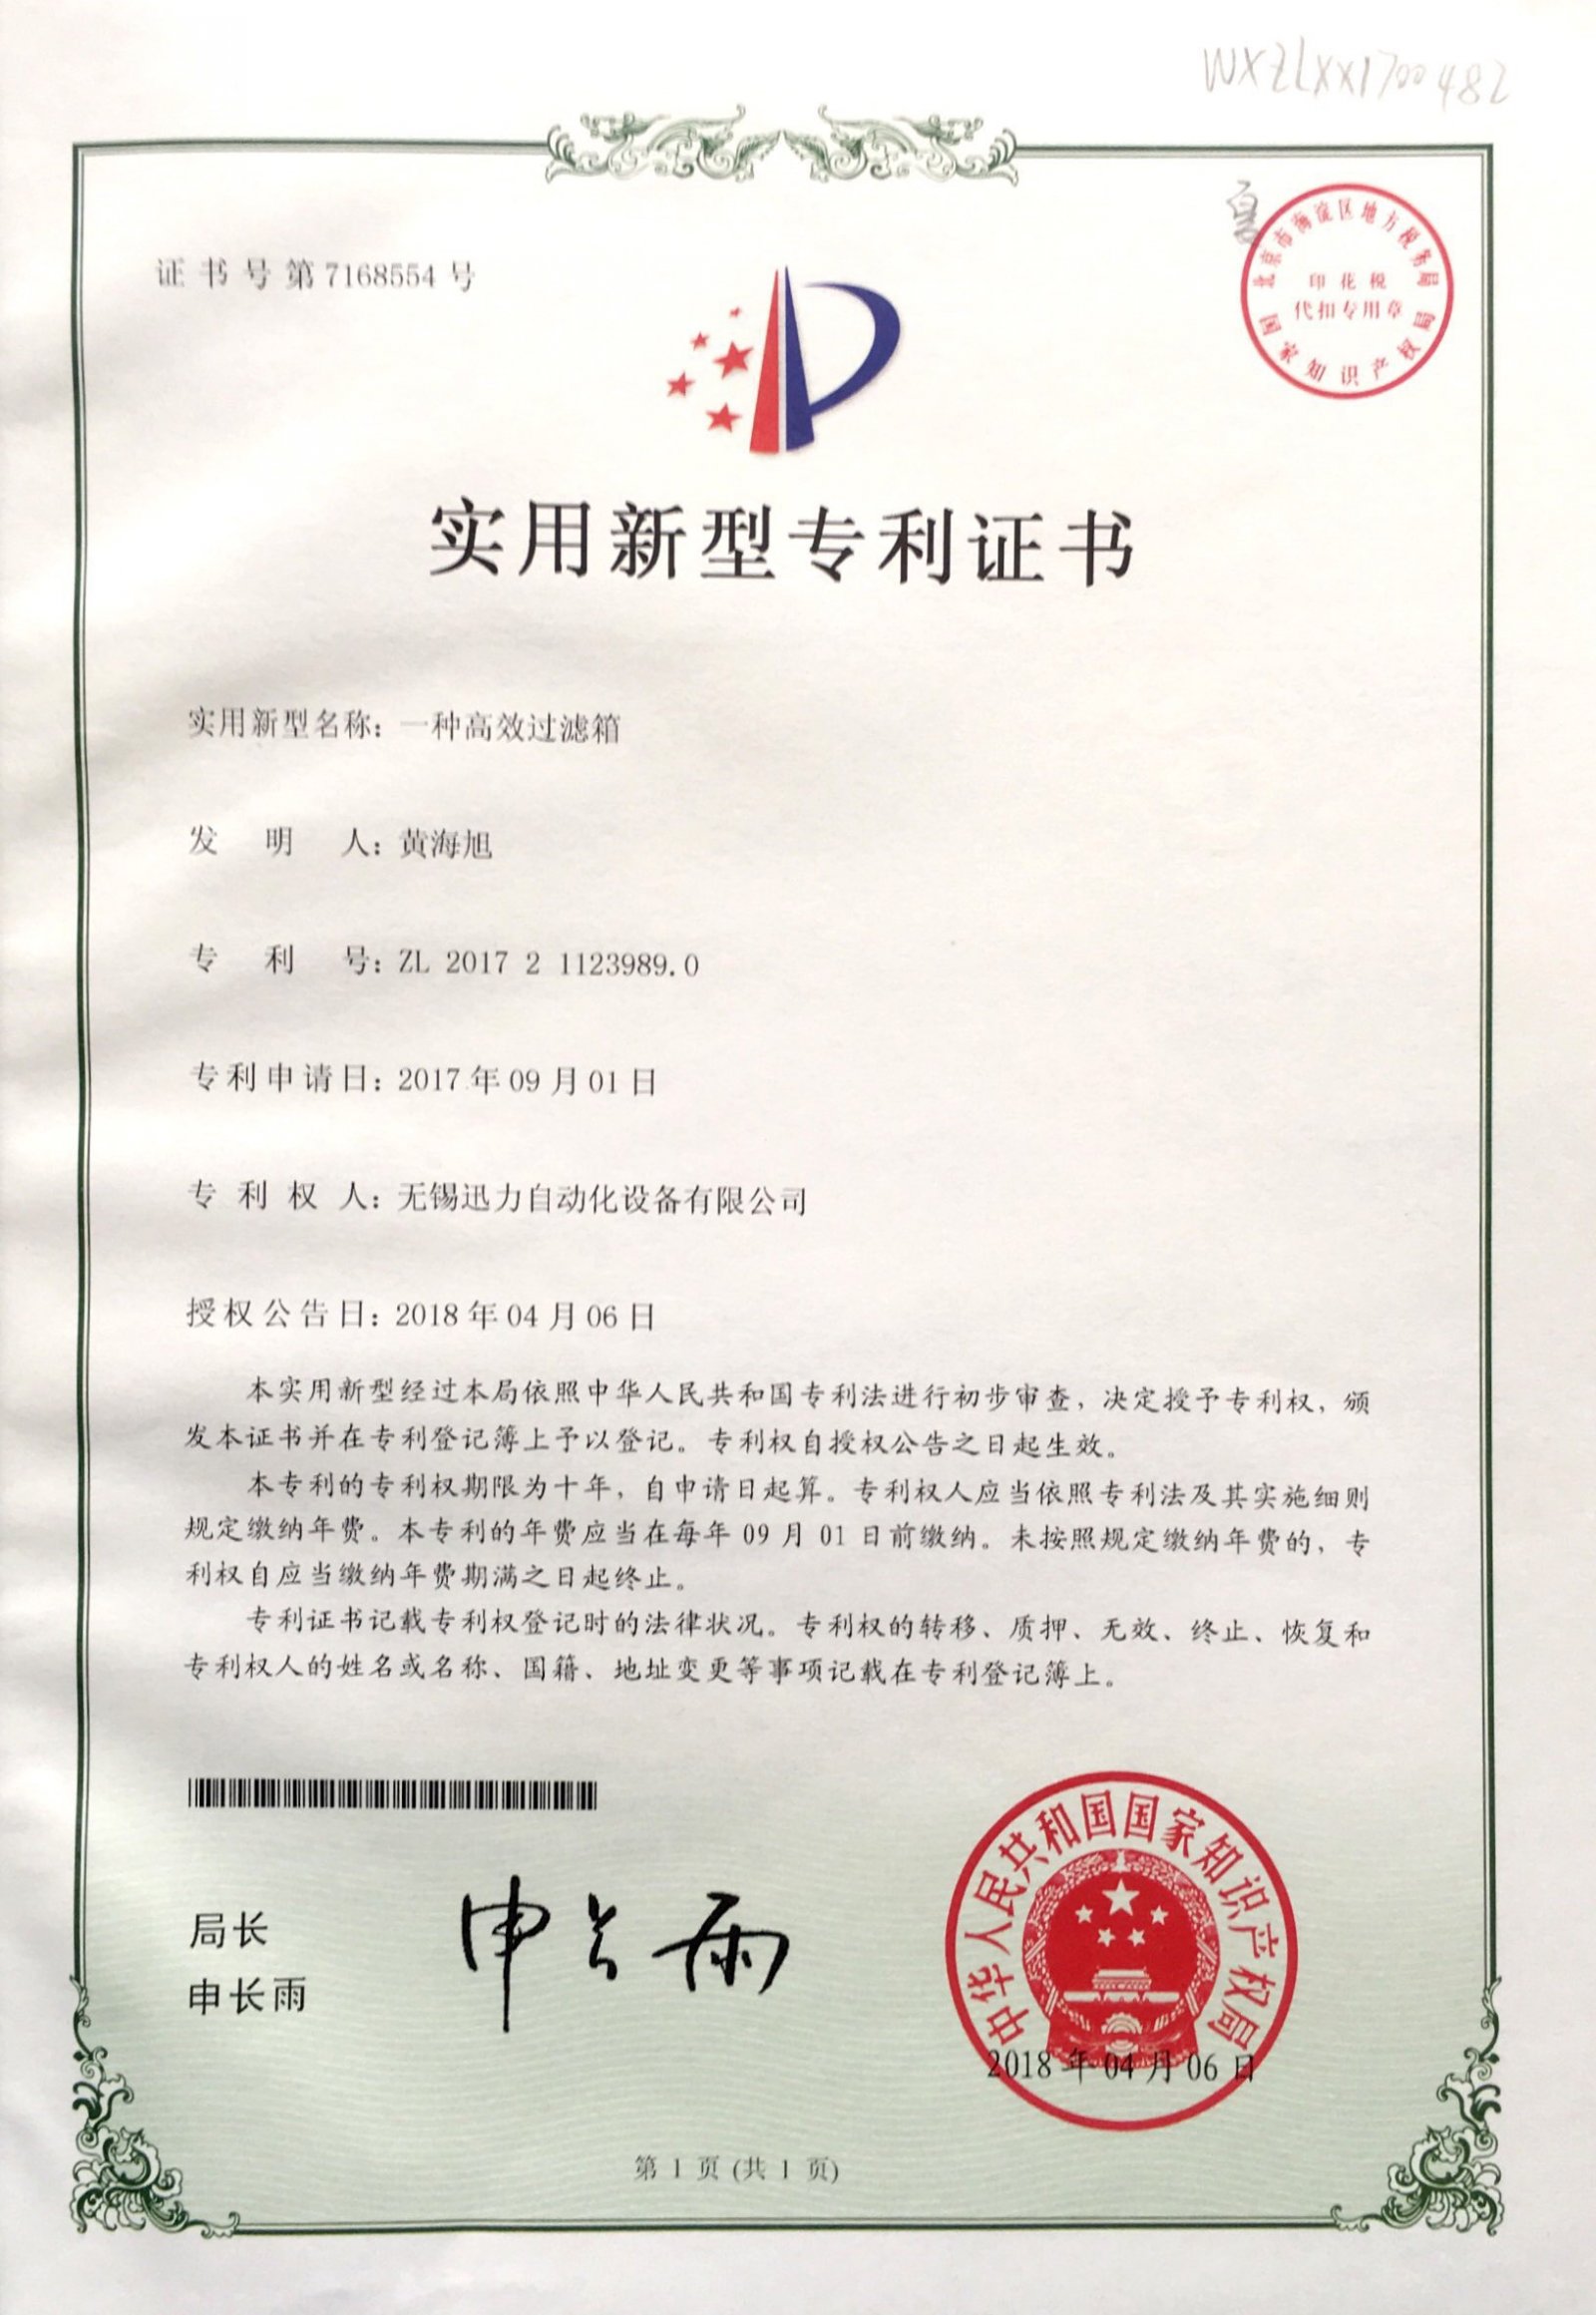 WXZLXX1700482
证书号第7168554号
北京市海淀区地方税务局
印花税
代扣专用章
国家知识产权局
实用新型专利证书
实用新型名称：一种高效过滤箱
发明人：黄海旭
专利号：ZL 2017 2 1123989.0
专利申请日：2017年09月01日
专利权人：无锡迅力自动化设备有限公司
授权公告日：2018年04月06日
本实用新型经过本局依照中华人民共和国专利法进行初步审查，决定授予专利权，颁
发本证书并在专利登记簿上予以登记。专利权自授权公告之日起生效。
本专利的专利权期限为十年，自申请日起算。专利权人应当依照专利法及其实施细则
规定缴纳年费。本专利的年费应当在每年09月01日前缴纳。未按照规定缴纳年费的，专
利权自应当缴纳年费期满之日起终止。
专利证书记载专利权登记时的法律状况。专利权的转移、质押、无效、终止、恢复和
专利权人的姓名或名称、国籍、地址变更等事项记载在专利登记簿上。
局长
申长雨
申长雨
中华人民共和国国家知识产权局
2018年04月06日
第1页(共1页)